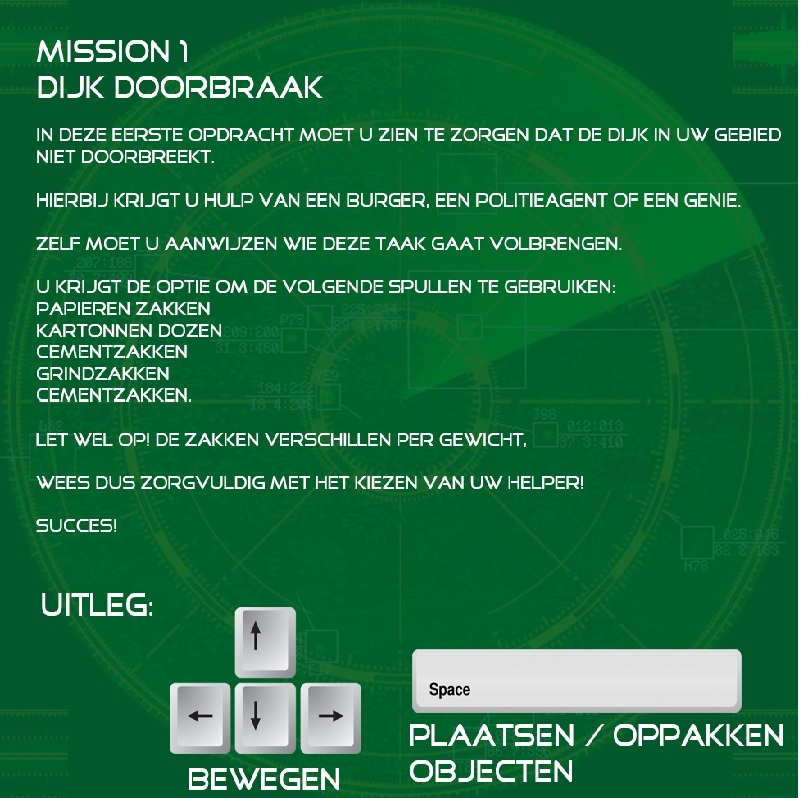 MISSION 1
DIJK DOORBRAAK
IN DEZE EERSTE OPDRACHT MOET U ZIEN TE ZORGEN DAT DE DIJK IN UW GEBIED
NIET DOORBREEKT.
HIERBIJ KRIJGT U HULP VAN EEN BURGER, EEN POLITIEAGENT OF EEN GENIE.
ZELF MOET U AANWIJZEN WIE DEZE TAAK GAAT VOLBRENGEN.
U KRIJGT DE OPTIE OM DE VOLGENDE SPULLEN TE GEBRUIKEN:
PAPIEREN ZAKKEN
KARTONNEN DOZEN
CEMENTZAKKEN
GRINDZAKKEN
CEMENTZAKKEN.
LET WEL OP! DE ZAKKEN VERSCHILLEN PER GEWICHT,
WEES DUS ZORGVULDIG MET HET KIEZEN VAN UW HELPER!
SUCCES!
UITLEG:
Space
BEWEGEN
PLAATSEN / OPPAKKEN
OBJECTEN